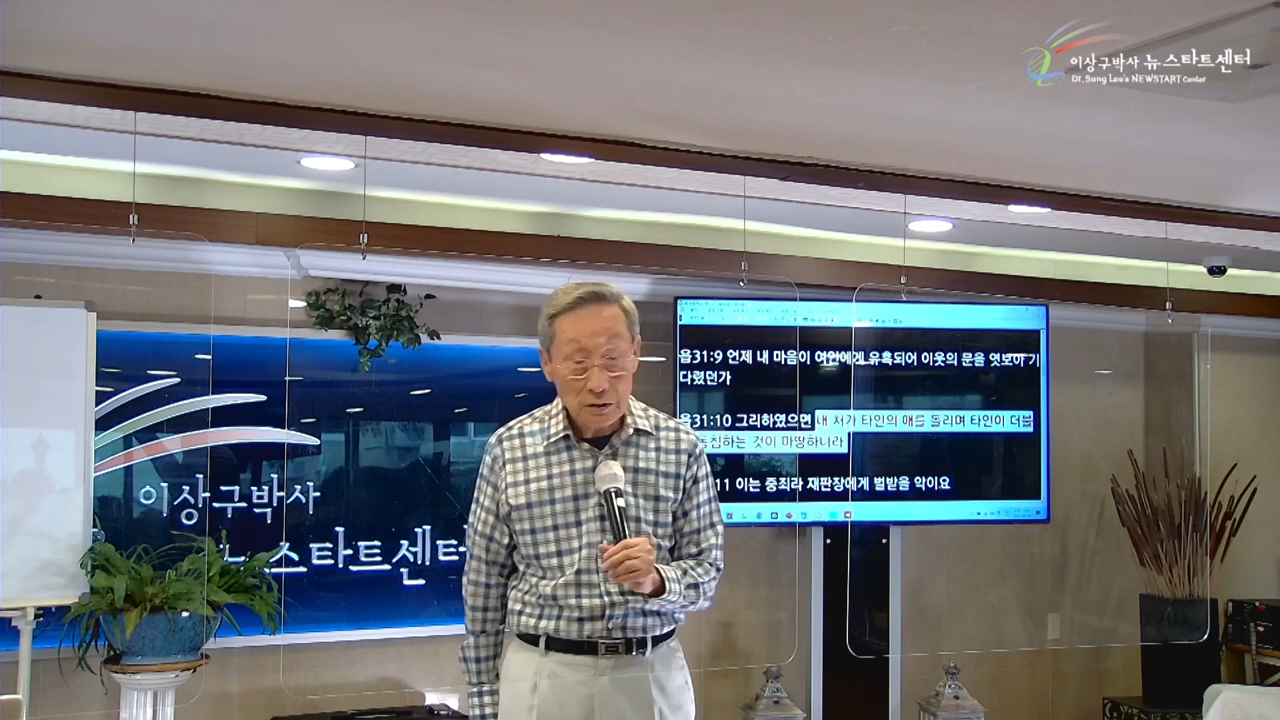 이상구박사 뉴스타트센터
Dr. Sang Lee's NEWSTART Center
욥31:9 언제 내 마음이 여인에게 유혹되어 이웃의 문을 엿보아 기
다렸던가
욥31:10 그리하였으면 내 처가 타인의 매를 돌리며 타인이 더불
동침하는 것이 마땅하니라
11 이는 중죄라 재판장에게 벌받을 악이요
이상구박사
뉴스타트센터